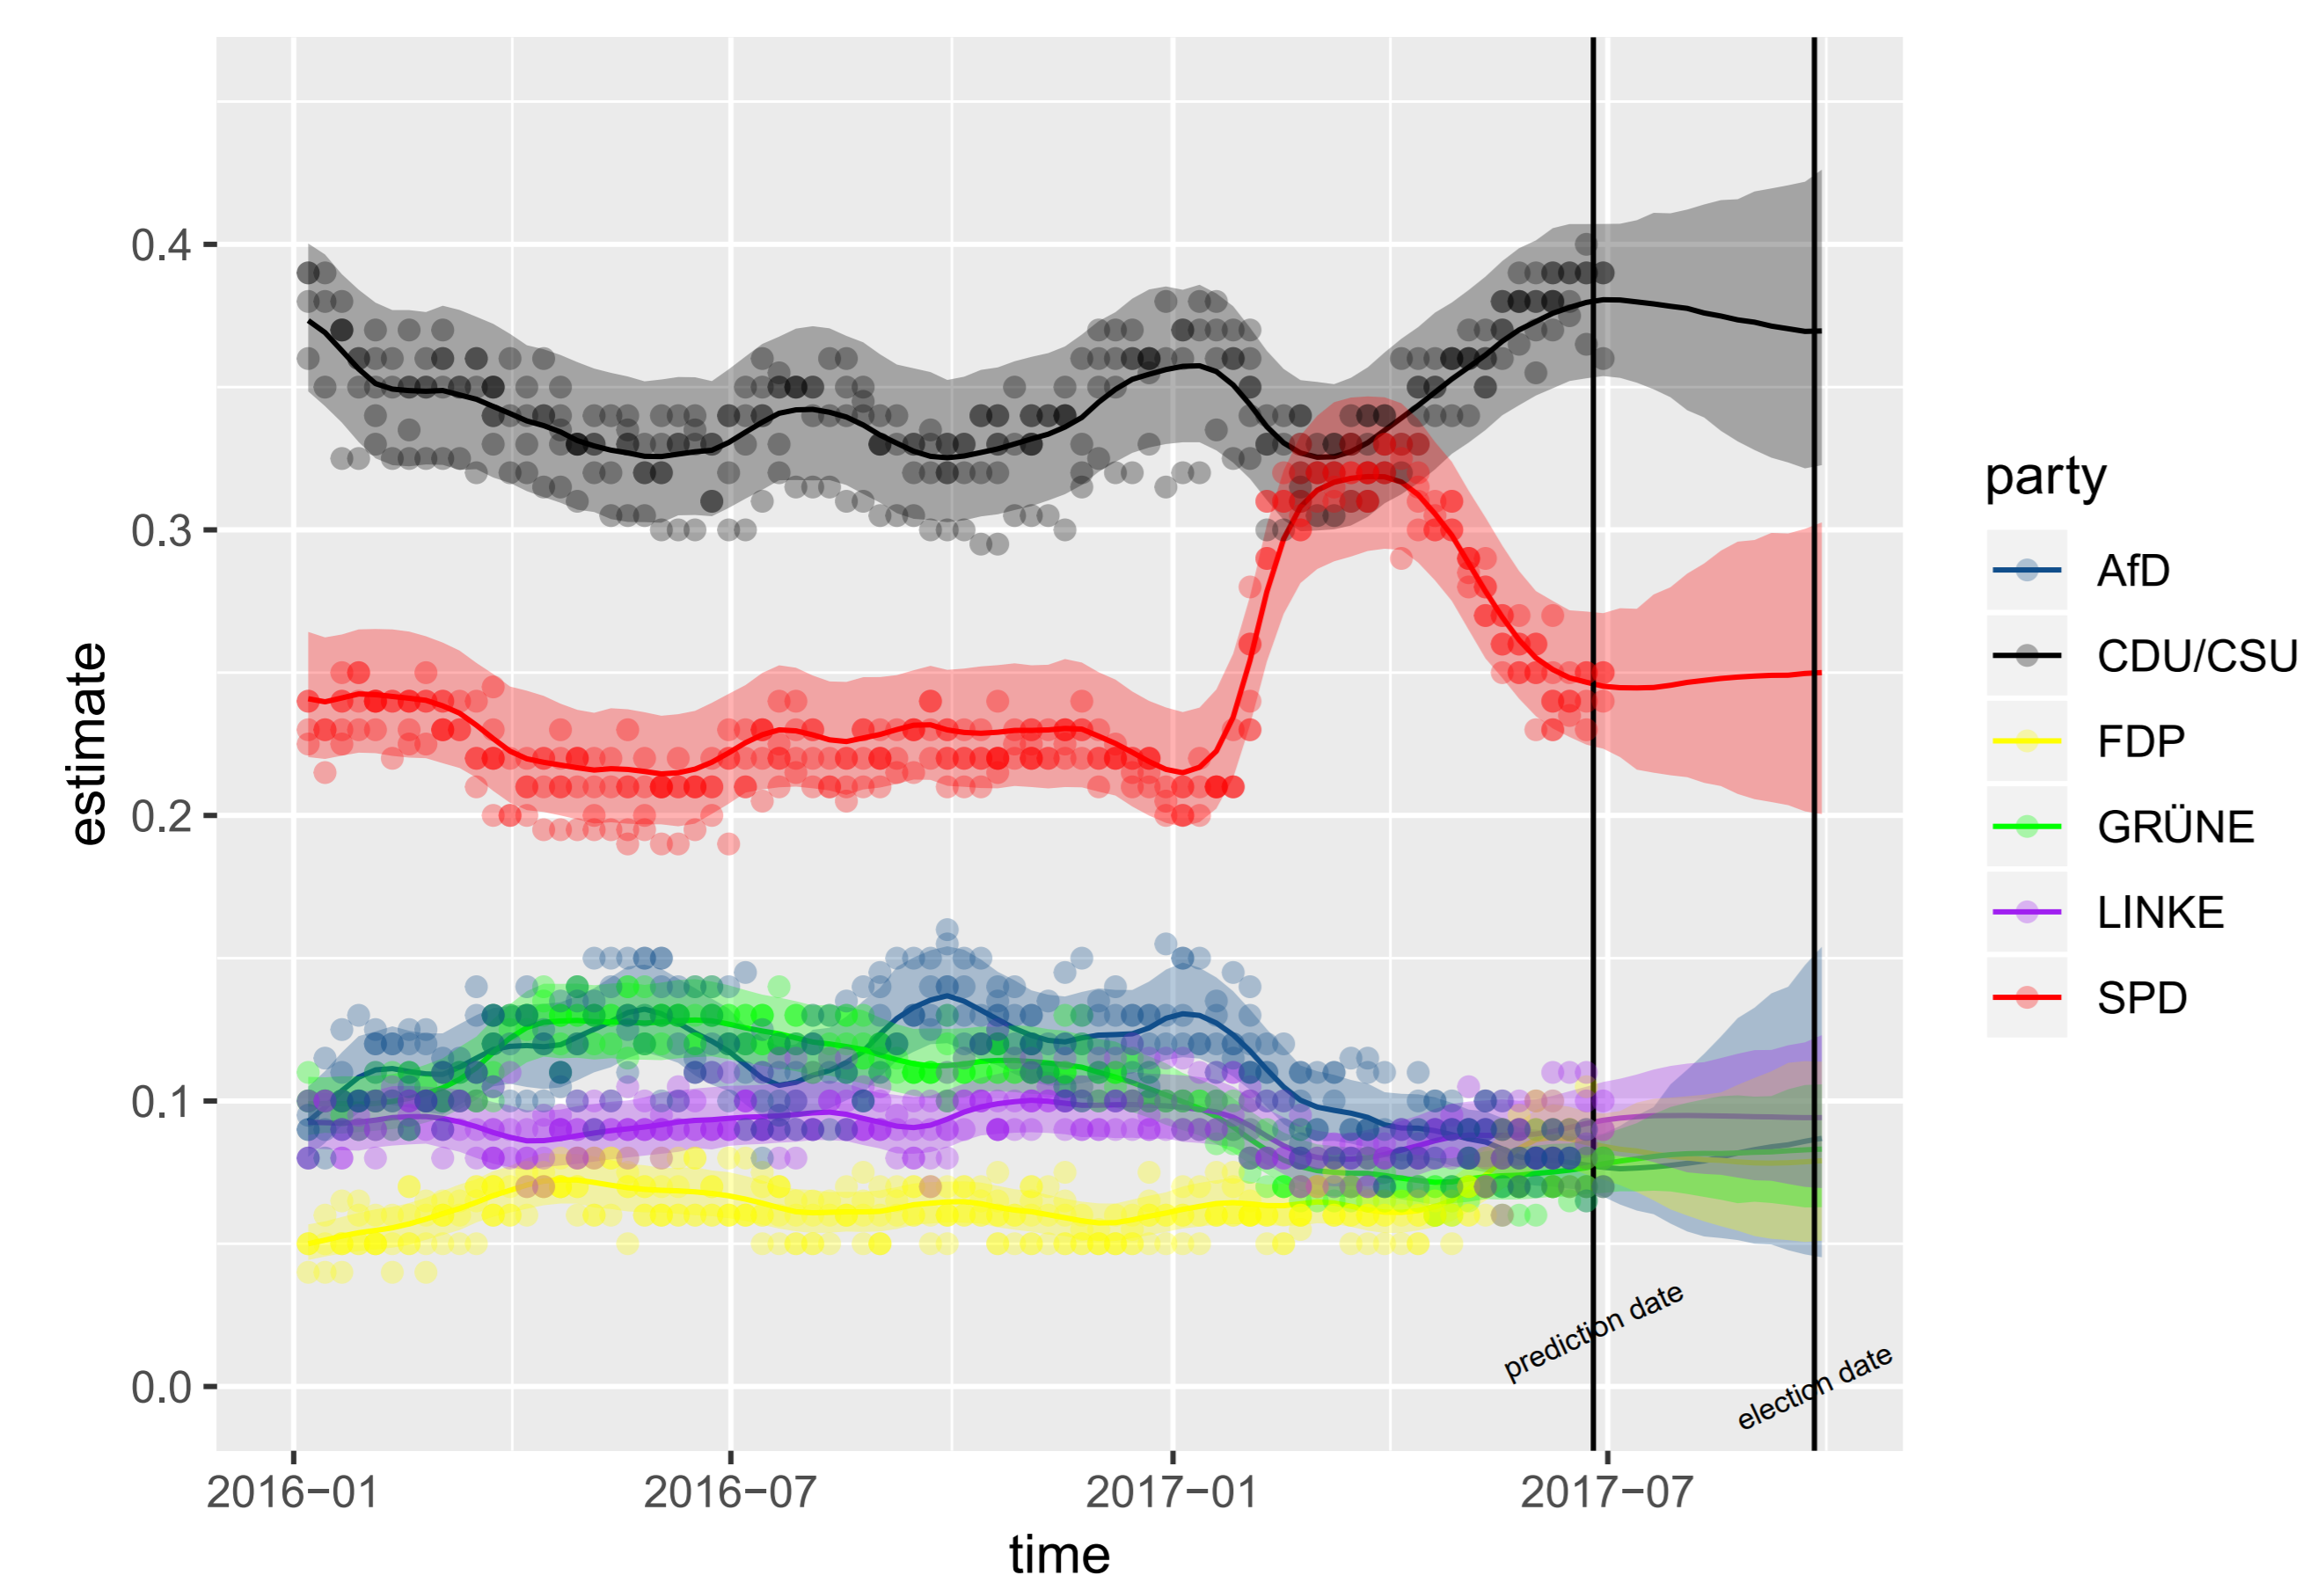 estimate
0.4
0.3
0.2
0.1
0.0
2016−01
2016−07
2017−01
2017−07
time
prediction date
election date
party
AfD
CDU/CSU
FDP
GRÜNE
LINKE
SPD